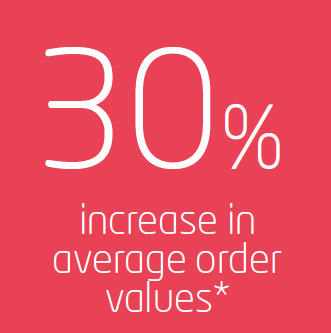 30%
increase in
average order
values*